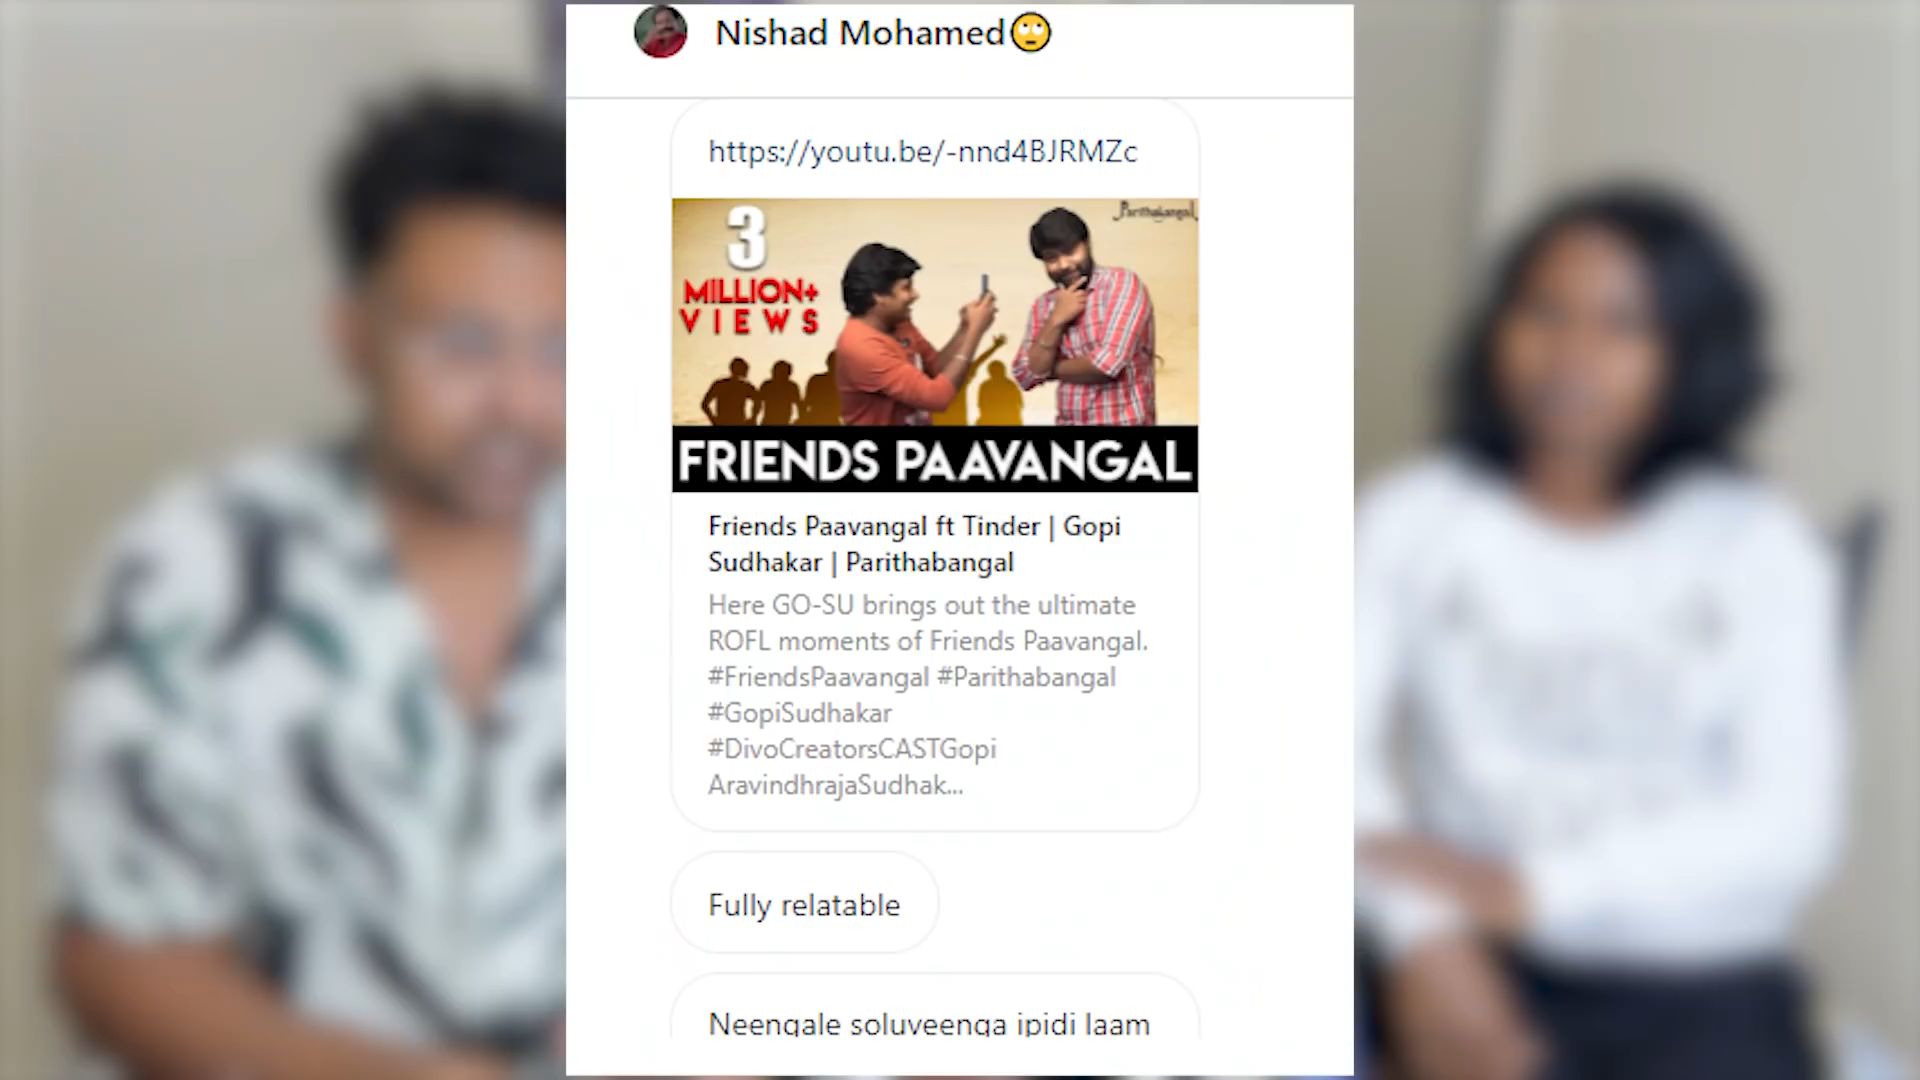 Nishad Mohamed🙄
https://youtu.be/-nnd4BJRMZc
Parithabangal
3
MILLION+
VIEWS
FRIENDS PAAVANGAL
Friends Paavangal ft Tinder | Gopi
Sudhakar | Parithabangal
Here GO-SU brings out the ultimate
ROFL moments of Friends Paavangal.
#FriendsPaavangal #Parithabangal
#GopiSudhakar
#DivoCreatorsCASTGopi
AravindhrajaSudhak...
Fully relatable
Neengale soluveenga ipidi laam